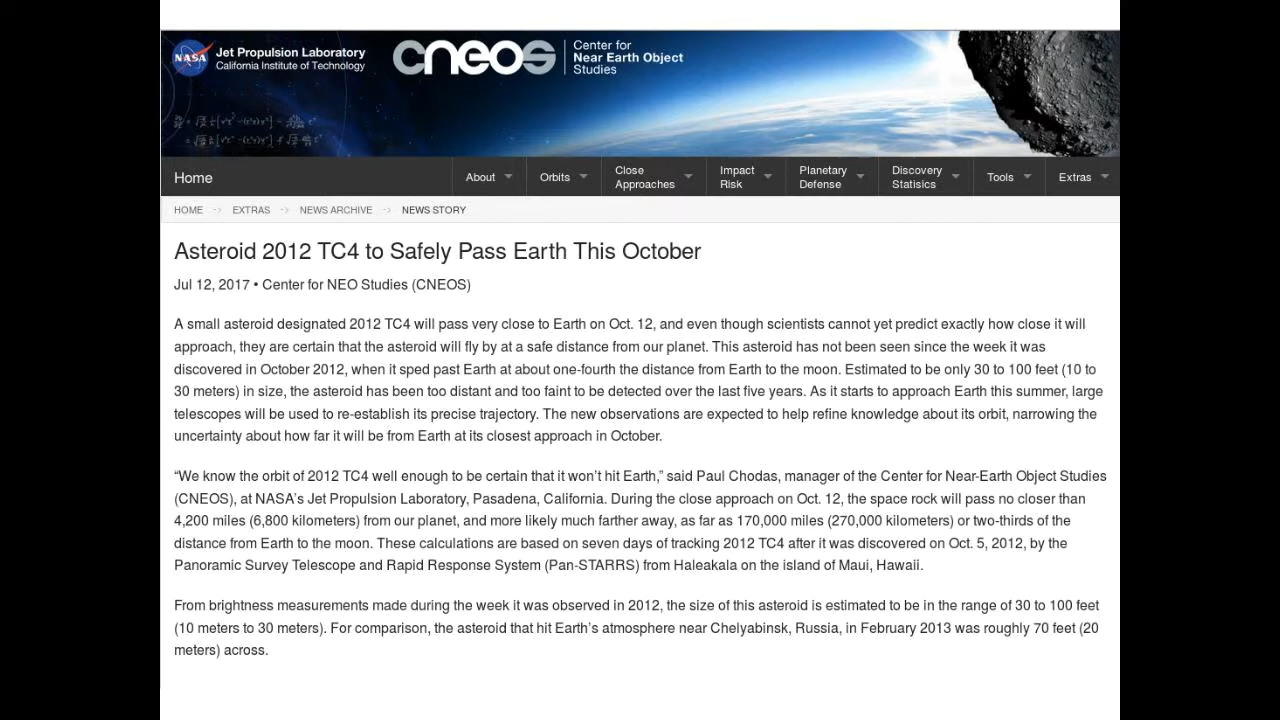 NASA
Jet Propulsion Laboratory
California Institute of Technology
cneos
Center for
Near Earth Object
Studies
Home
About
Orbits
Close
Approaches
Impact
Risk
Planetary
Defense
Discovery
Statisics
Tools
Extras
HOME -> EXTRAS -> NEWS ARCHIVE -> NEWS STORY
Asteroid 2012 TC4 to Safely Pass Earth This October
Jul 12, 2017 • Center for NEO Studies (CNEOS)
A small asteroid designated 2012 TC4 will pass very close to Earth on Oct. 12, and even though scientists cannot yet predict exactly how close it will
approach, they are certain that the asteroid will fly by at a safe distance from our planet. This asteroid has not been seen since the week it was
discovered in October 2012, when it sped past Earth at about one-fourth the distance from Earth to the moon. Estimated to be only 30 to 100 feet (10 to
30 meters) in size, the asteroid has been too distant and too faint to be detected over the last five years. As it starts to approach Earth this summer, large
telescopes will be used to re-establish its precise trajectory. The new observations are expected to help refine knowledge about its orbit, narrowing the
uncertainty about how far it will be from Earth at its closest approach in October.
“We know the orbit of 2012 TC4 well enough to be certain that it won’t hit Earth,” said Paul Chodas, manager of the Center for Near-Earth Object Studies
(CNEOS), at NASA’s Jet Propulsion Laboratory, Pasadena, California. During the close approach on Oct. 12, the space rock will pass no closer than
4,200 miles (6,800 kilometers) from our planet, and more likely much farther away, as far as 170,000 miles (270,000 kilometers) or two-thirds of the
distance from Earth to the moon. These calculations are based on seven days of tracking 2012 TC4 after it was discovered on Oct. 5, 2012, by the
Panoramic Survey Telescope and Rapid Response System (Pan-STARRS) from Haleakala on the island of Maui, Hawaii.
From brightness measurements made during the week it was observed in 2012, the size of this asteroid is estimated to be in the range of 30 to 100 feet
(10 meters to 30 meters). For comparison, the asteroid that hit Earth’s atmosphere near Chelyabinsk, Russia, in February 2013 was roughly 70 feet (20
meters) across.